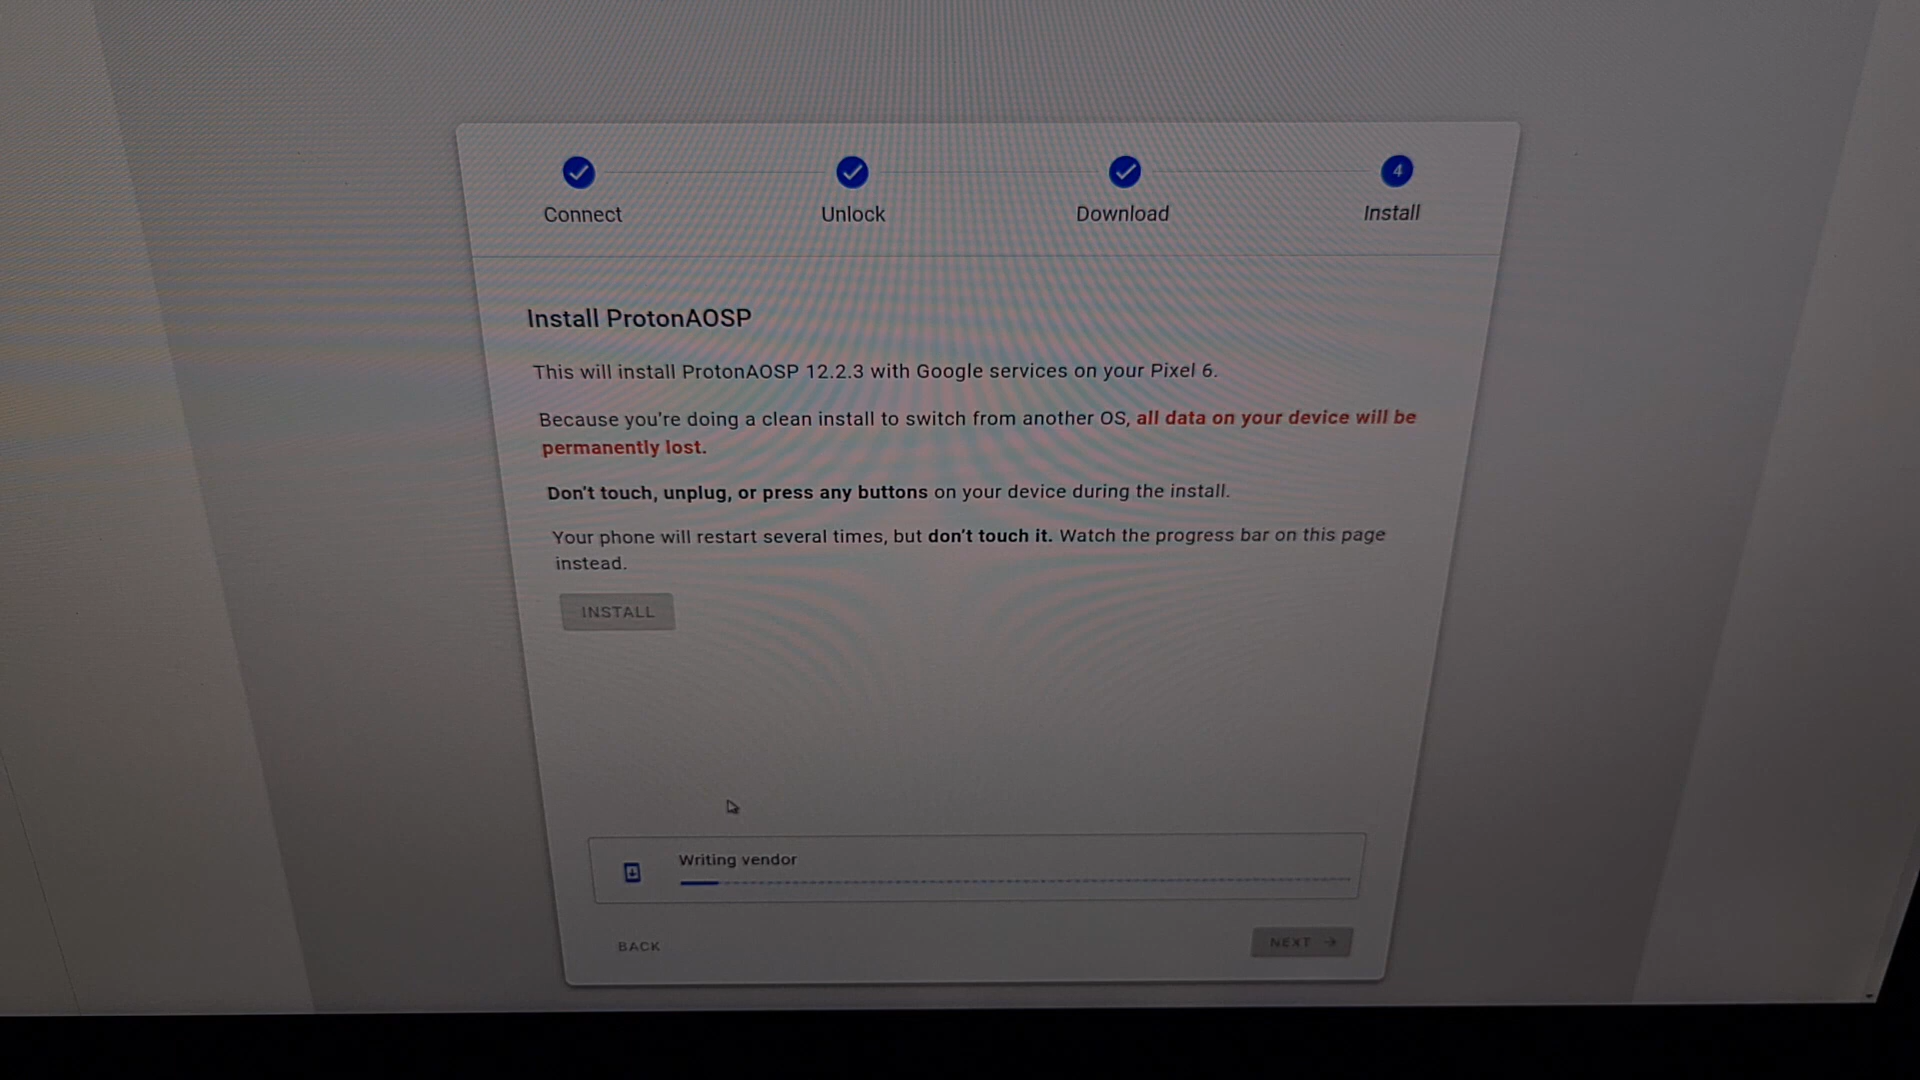 4
Connect Unlock Download Install
Install ProtonAOSP
This will install ProtonAOSP 12.2.3 with Google services on your Pixel 6.
Because you're doing a clean install to switch from another OS, all data on your device will be
permanently lost.
Don't touch, unplug, or press any buttons on your device during the install.
Your phone will restart several times, but don't touch it. Watch the progress bar on this page
instead.
INSTALL
Writing vendor
BACK NEXT